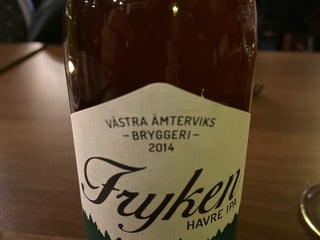 VÄSTRA ÄMTERVIKS
-BRYGGERI-
2014
Fryken
HAVRE IPA